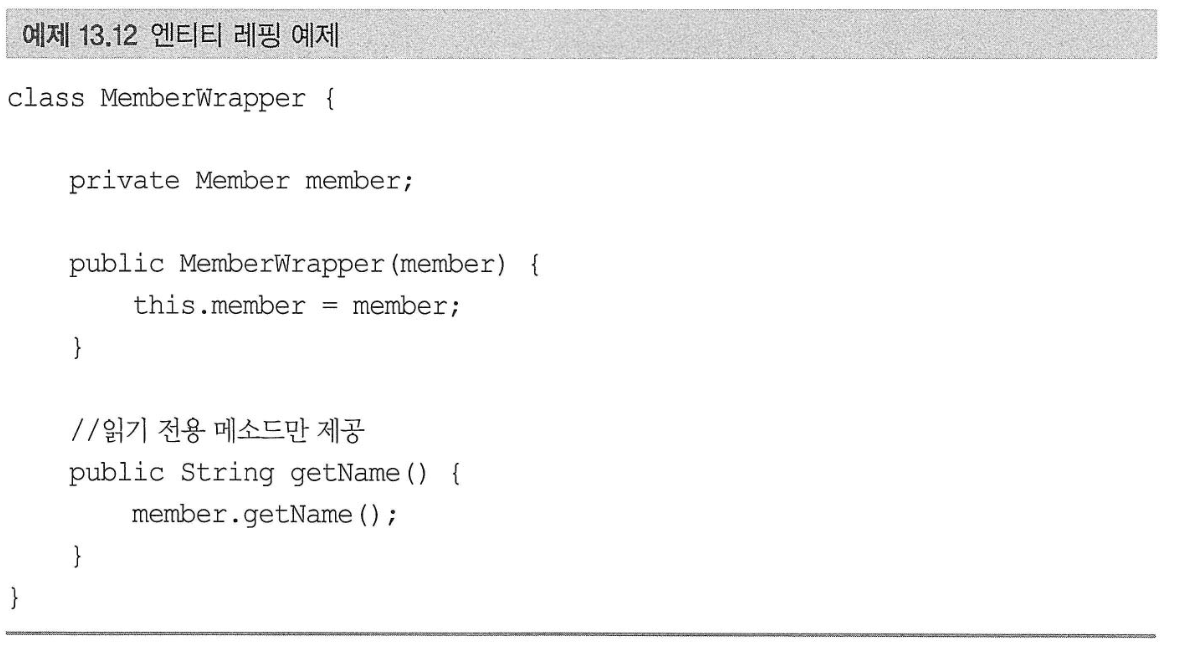 예제 13.12 엔티티 래핑 예제
class MemberWrapper {
    private Member member;
    public MemberWrapper(member) {
        this.member = member;
    }
    //읽기 전용 메소드만 제공
    public String getName() {
        member.getName();
    }
}